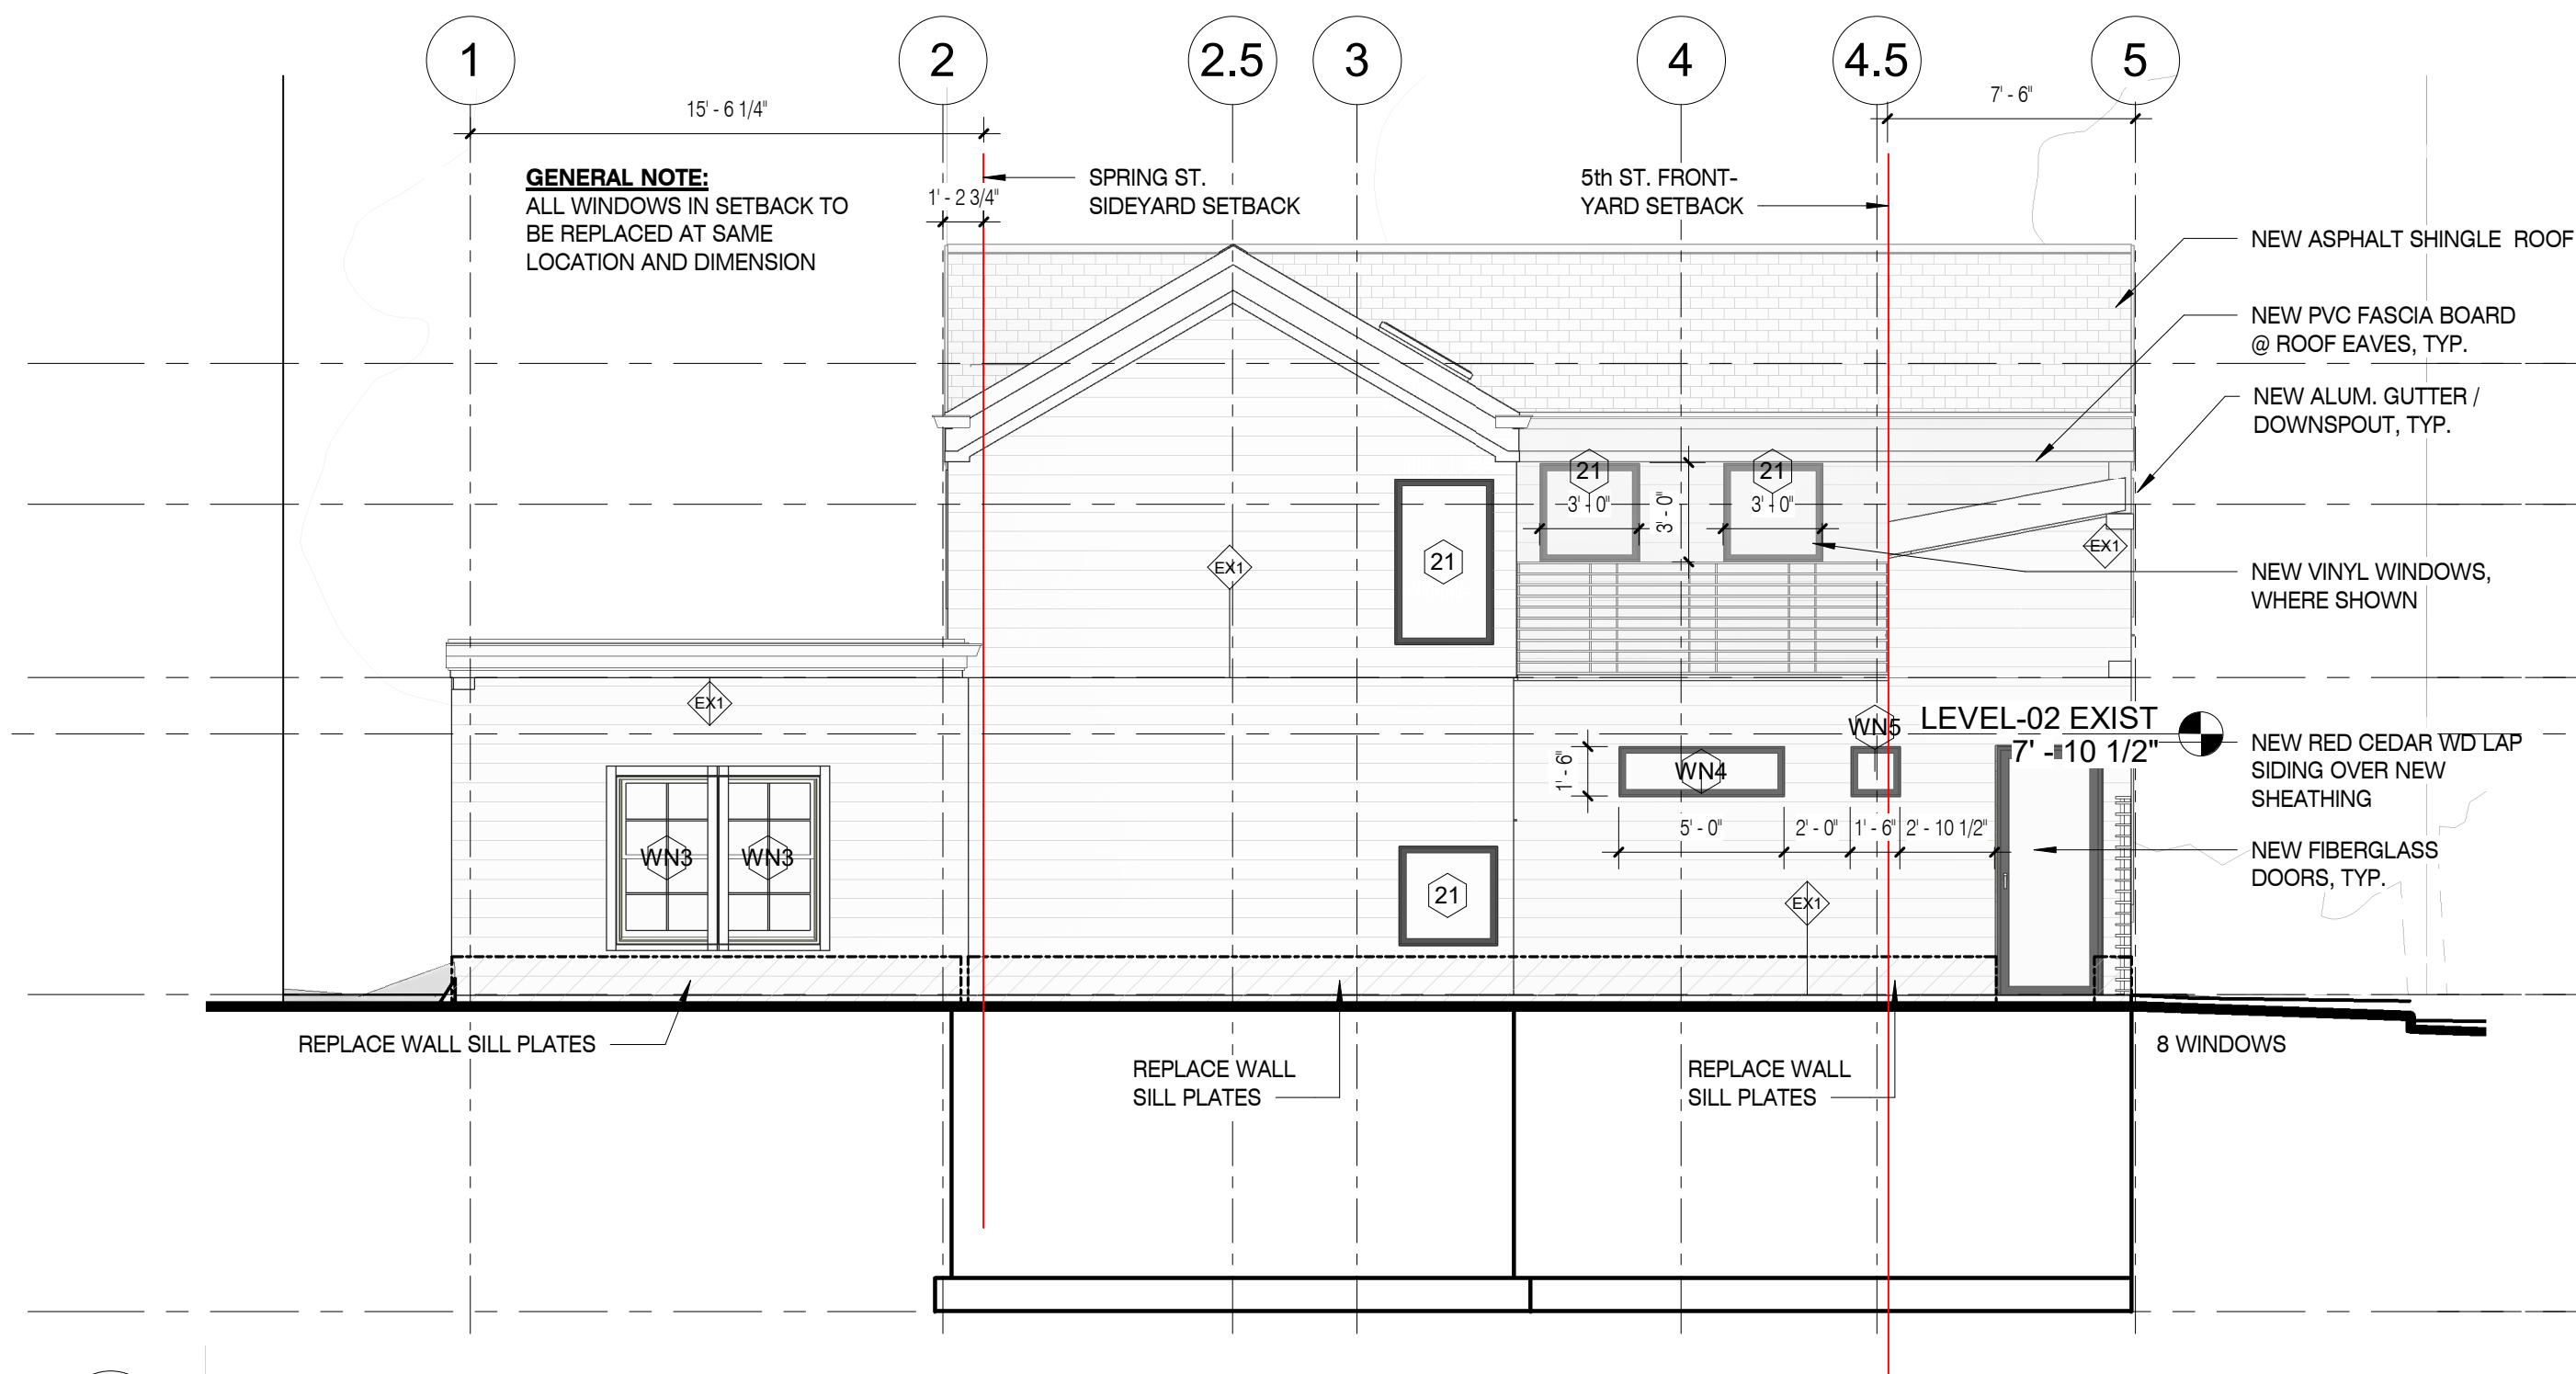 1
2
2.5
3
4
4.5
5
15' - 6 1/4"
7' - 6"
GENERAL NOTE:
ALL WINDOWS IN SETBACK TO
BE REPLACED AT SAME
LOCATION AND DIMENSION
1' - 2 3/4"
SPRING ST.
SIDEYARD SETBACK
5th ST. FRONT-
YARD SETBACK
NEW ASPHALT SHINGLE ROOF
NEW PVC FASCIA BOARD
@ ROOF EAVES, TYP.
NEW ALUM. GUTTER /
DOWNSPOUT, TYP.
21
21
3' - 0"
3' - 0"
3' - 0"
EX1
21
EX1
NEW VINYL WINDOWS,
WHERE SHOWN
EX1
WN5
LEVEL-02 EXIST
7' - 10 1/2"
NEW RED CEDAR WD LAP
SIDING OVER NEW
SHEATHING
1' - 6"
WN4
5' - 0"
2' - 0"
1' - 6"
2' - 10 1/2"
WN3
WN3
NEW FIBERGLASS
DOORS, TYP.
21
EX1
REPLACE WALL SILL PLATES
REPLACE WALL
SILL PLATES
REPLACE WALL
SILL PLATES
8 WINDOWS